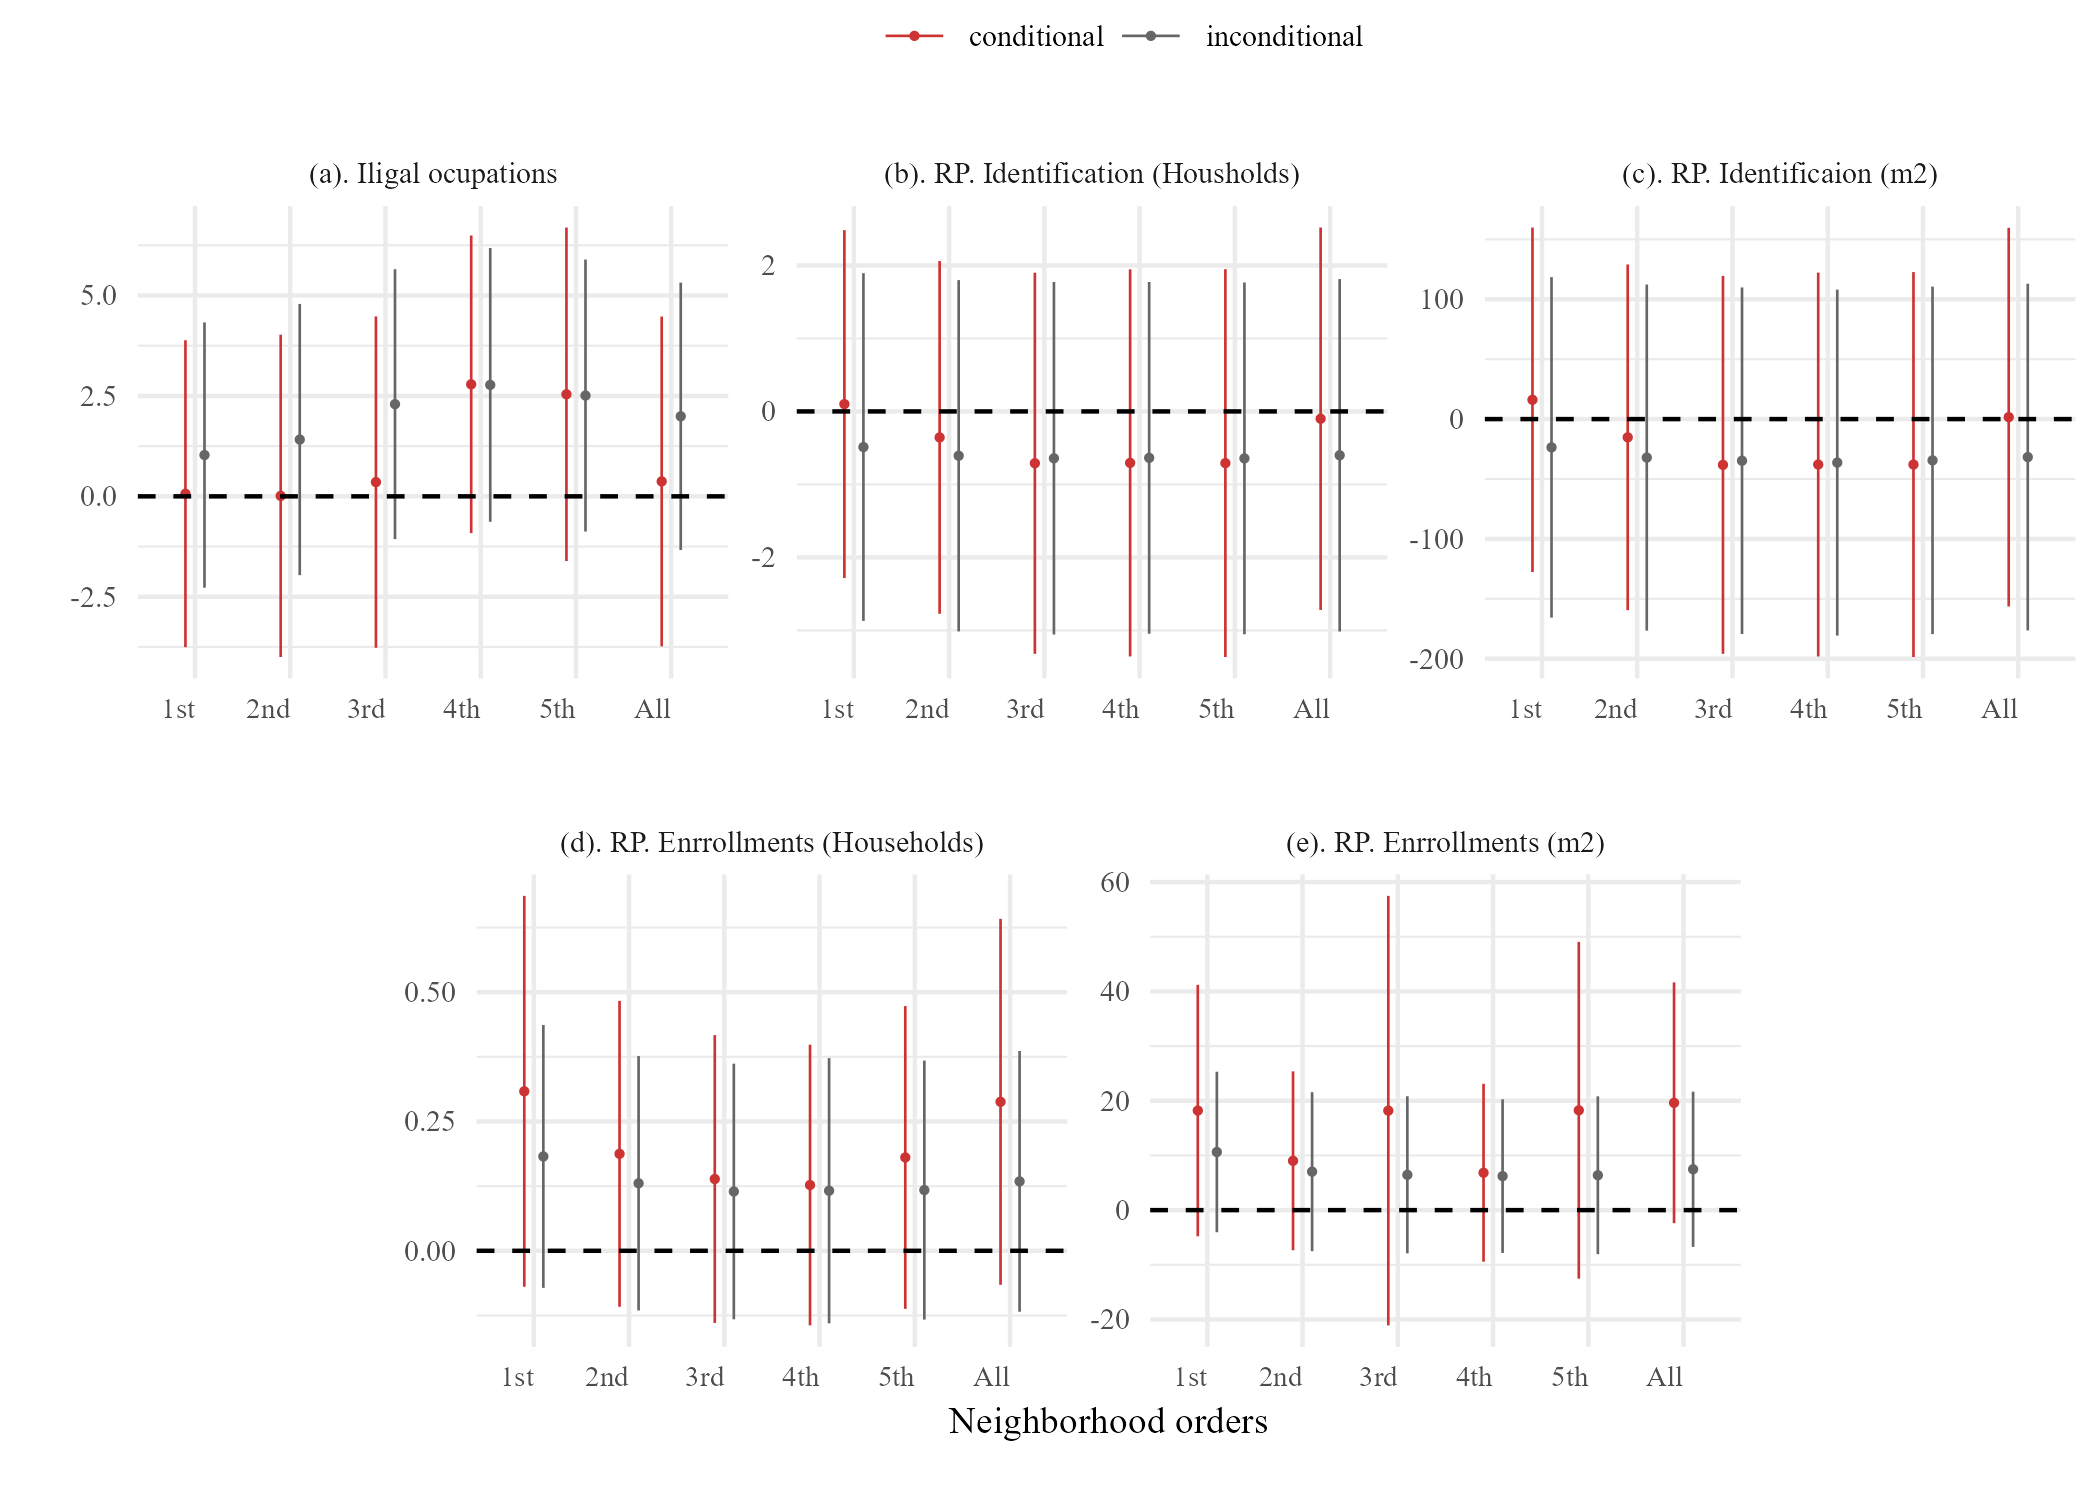 conditional inconditional
(a). Iligal ocupations
5.0
2.5
0.0
-2.5
1st 2nd 3rd 4th 5th All
(b). RP. Identification (Housholds)
2
0
-2
1st 2nd 3rd 4th 5th All
(c). RP. Identificaion (m2)
100
0
-100
-200
1st 2nd 3rd 4th 5th All
(d). RP. Enrrollments (Households)
0.50
0.25
0.00
1st 2nd 3rd 4th 5th All
(e). RP. Enrrollments (m2)
60
40
20
0
-20
1st 2nd 3rd 4th 5th All
Neighborhood orders